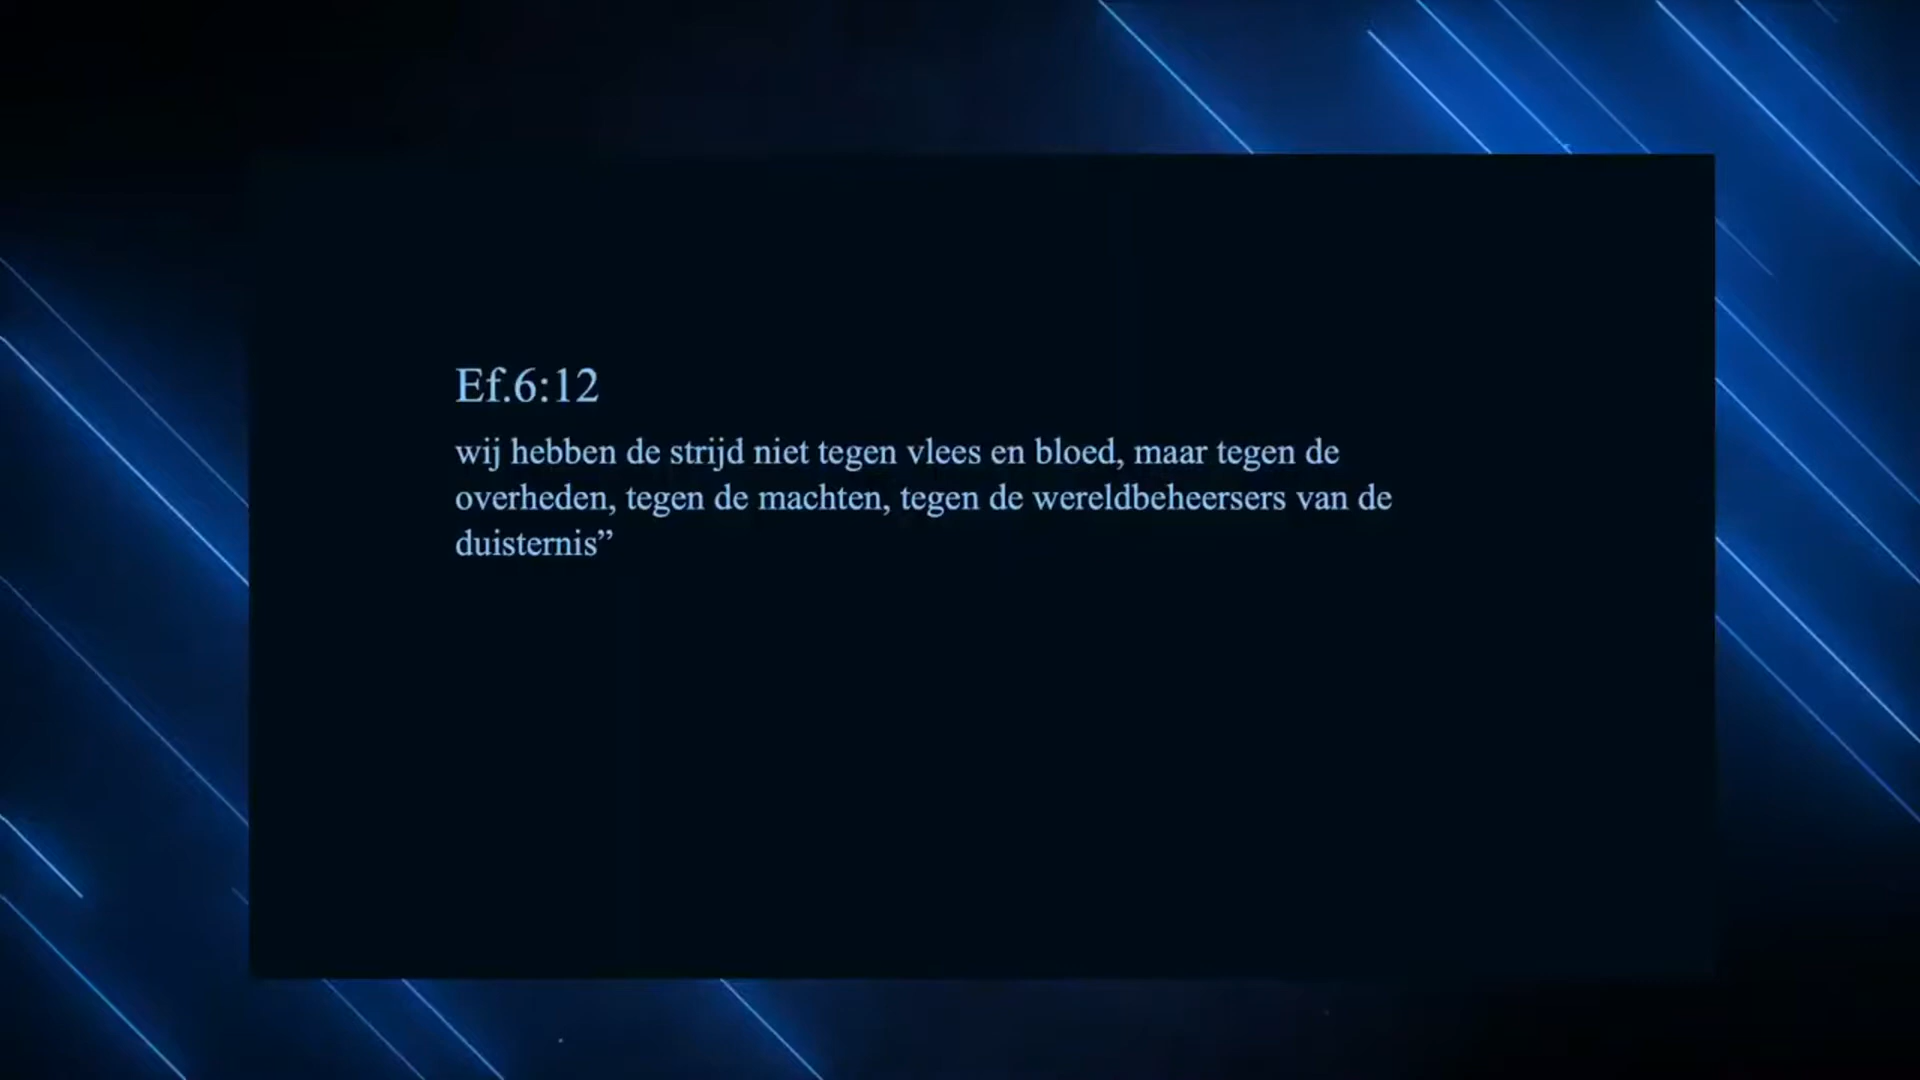 Ef.6:12
wij hebben de strijd niet tegen vlees en bloed, maar tegen de
overheden, tegen de machten, tegen de wereldbeheersers van de
duisternis”